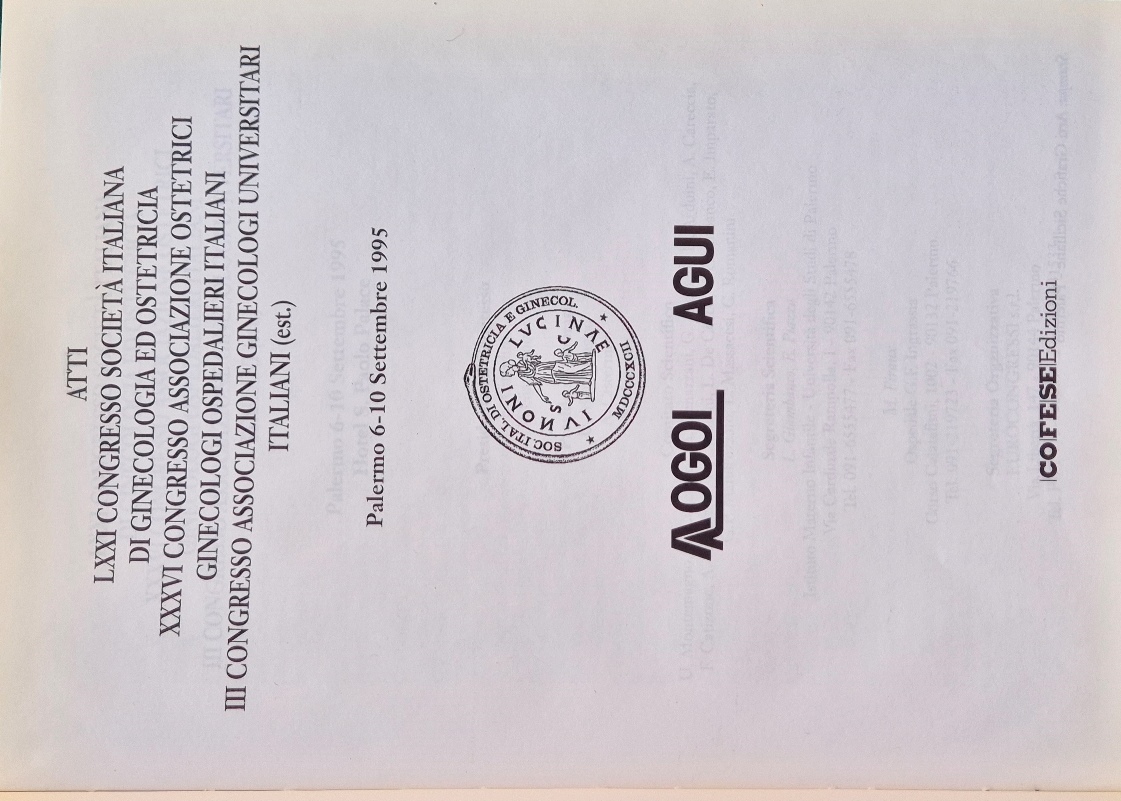 ATTI
LXXI CONGRESSO SOCIETÀ ITALIANA
DI GINECOLOGIA ED OSTETRICIA
XXXVI CONGRESSO ASSOCIAZIONE OSTETRICI
GINECOLOGI OSPEDALIERI ITALIANI
III CONGRESSO ASSOCIAZIONE GINECOLOGI UNIVERSITARI
ITALIANI (est.)
Palermo 6-10 Settembre 1995
SOC. ITAL. DI OSTETRICIA E GINECOL.
MDCCCXCII
IVNONI LVCINAE
S C
AOGOI AGUI
COFESE Edizioni